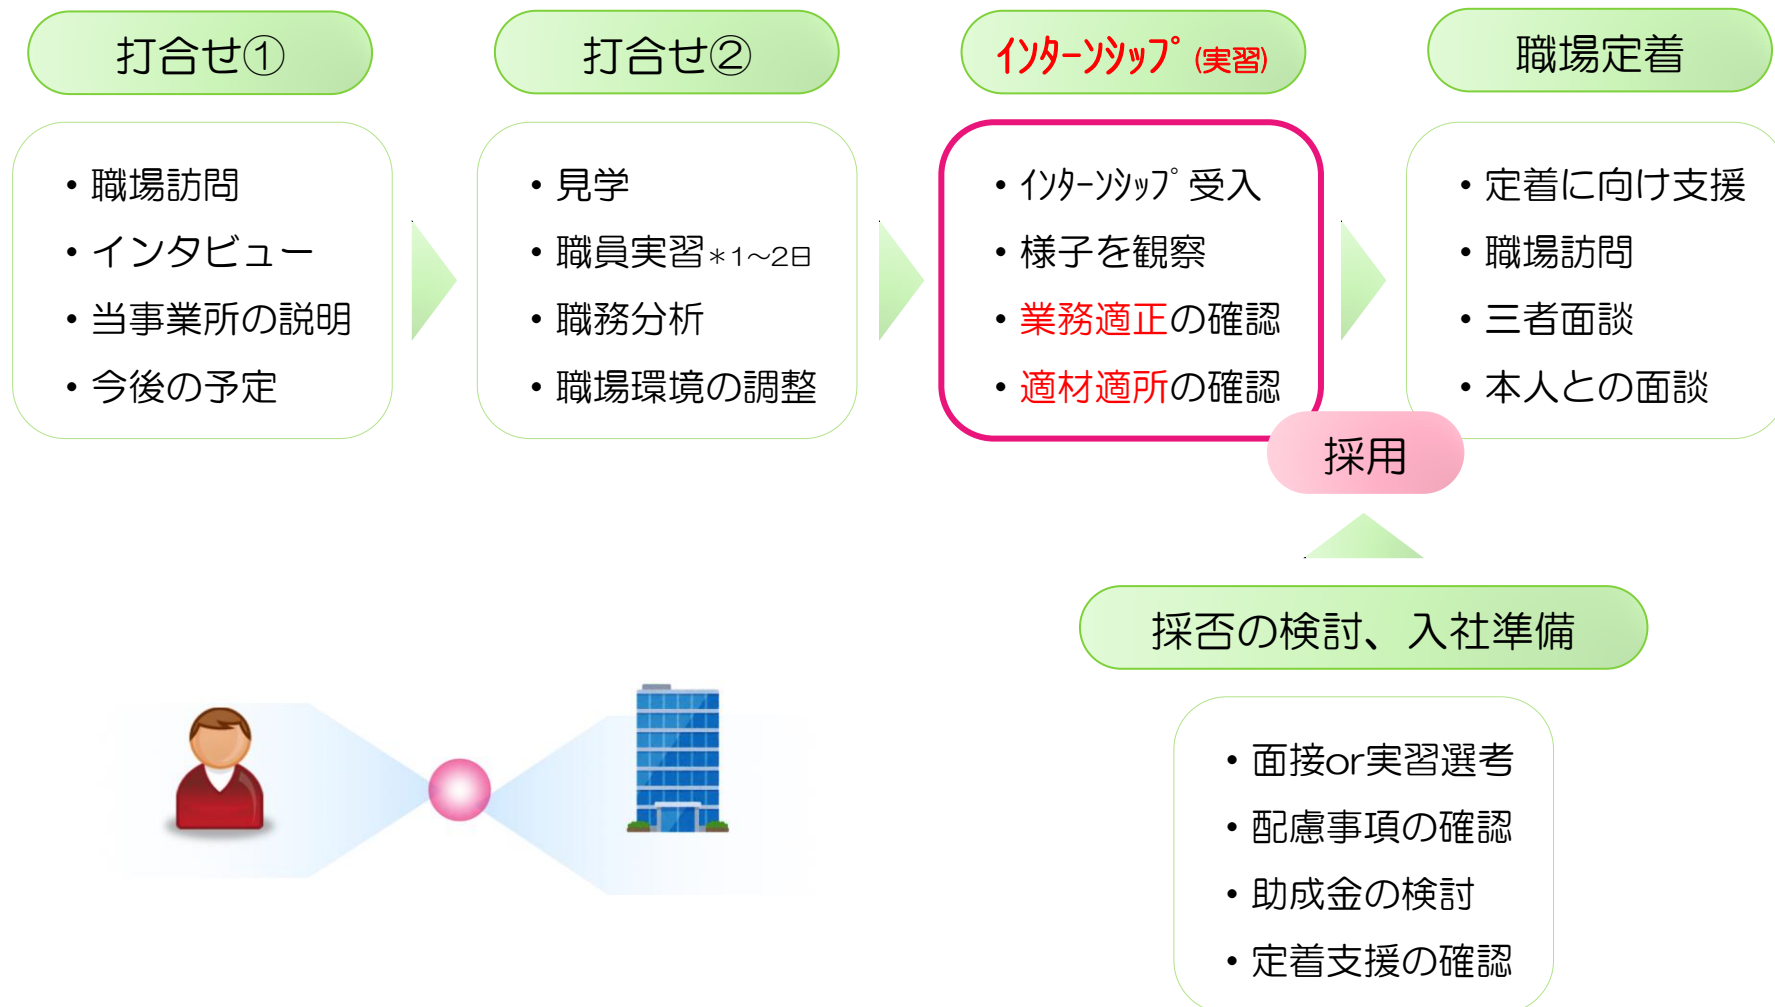 打合せ①
・職場訪問
・インタビュー
・当事業所の説明
・今後の予定
打合せ②
・見学
・職員実習＊1～2日
・職務分析
・職場環境の調整
ｲﾝﾀｰﾝｼｯﾌﾟ(実習)
・ｲﾝﾀｰﾝｼｯﾌﾟ受入
・様子を観察
・業務適正の確認
・適材適所の確認
職場定着
・定着に向け支援
・職場訪問
・三者面談
・本人との面談
採用
採否の検討、入社準備
・面接or実習選考
・配慮事項の確認
・助成金の検討
・定着支援の確認